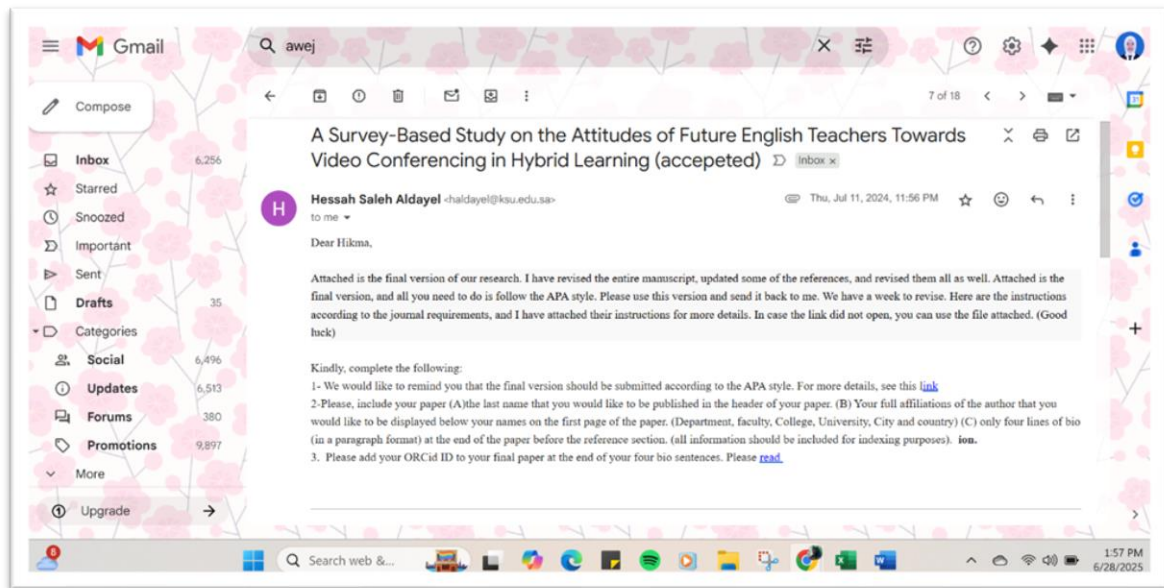 Gmail
awej
Compose
7 of 18
Inbox 6,256
Starred
Snoozed
Important
Sent
Drafts 35
Categories
Social 6,496
Updates 6,513
Forums 380
Promotions 9,897
More
Upgrade
A Survey-Based Study on the Attitudes of Future English Teachers Towards
Video Conferencing in Hybrid Learning (accepeted) Inbox x
H
Hessah Saleh Aldayel <haldayel@ksu.edu.sa> Thu, Jul 11, 2024, 11:56 PM
to me
Dear Hikma,
Attached is the final version of our research. I have revised the entire manuscript, updated some of the references, and revised them all as well. Attached is the
final version, and all you need to do is follow the APA style. Please use this version and send it back to me. We have a week to revise. Here are the instructions
according to the journal requirements, and I have attached their instructions for more details. In case the link did not open, you can use the file attached. (Good
luck)
Kindly, complete the following:
1- We would like to remind you that the final version should be submitted according to the APA style. For more details, see this link
2-Please, include your paper (A)the last name that you would like to be published in the header of your paper. (B) Your full affiliations of the author that you
would like to be displayed below your names on the first page of the paper. (Department, faculty, College, University, City and country) (C) only four lines of bio
(in a paragraph format) at the end of the paper before the reference section. (all information should be included for indexing purposes). ion.
3. Please add your ORCid ID to your final paper at the end of your four bio sentences. Please read.
Search web &...
1:57 PM
6/28/2025